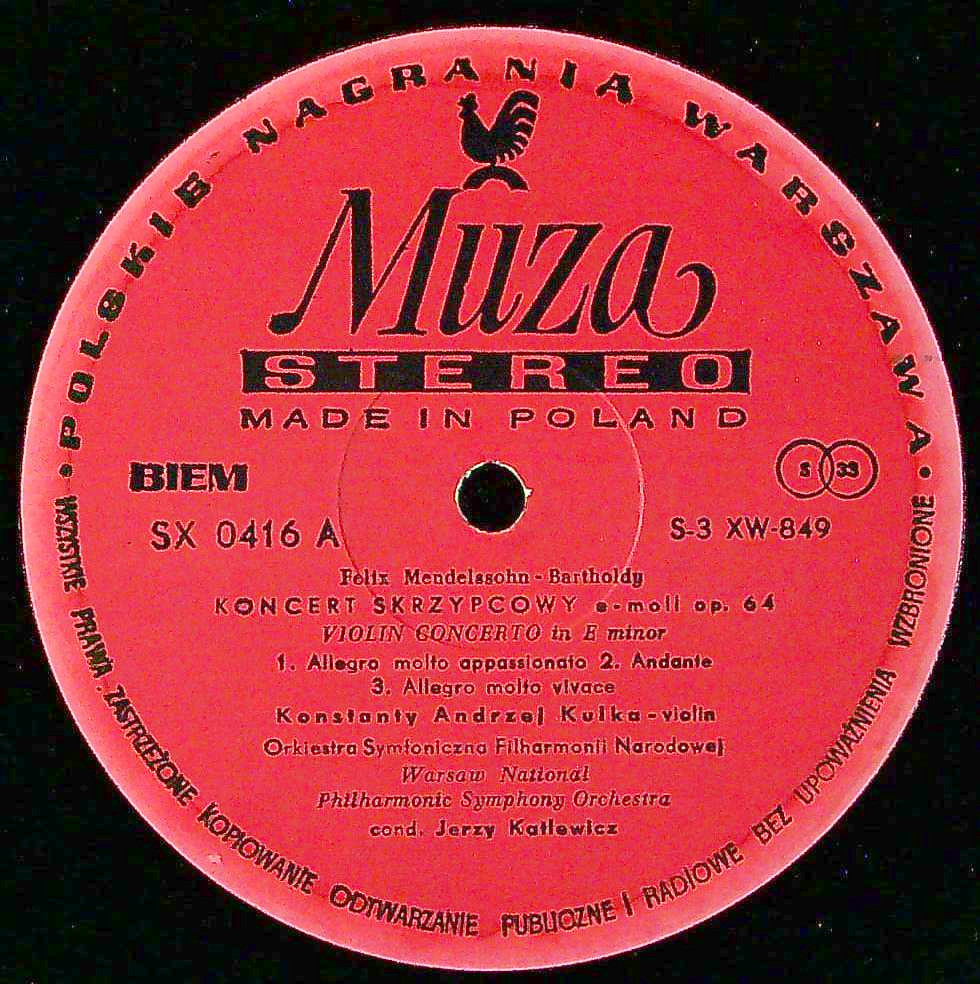 • POLSKIE NAGRANIA WARSZAWA •
Muza
STEREO
MADE IN POLAND
BIEM
S 33
SX 0416 A
S-3 XW-849
Felix Mendelssohn - Bartholdy
KONCERT SKRZYPCOWY e-moll op. 64
VIOLIN CONCERTO in E minor
1. Allegro molto appassionato 2. Andante
3. Allegro molto vivace
Konstanty Andrzej Kulka - violin
Orkiestra Symfoniczna Filharmonii Narodowej
Warsaw National
Philharmonic Symphony Orchestra
cond. Jerzy Katlewicz
WSZYSTKIE PRAWA ZASTRZEŻONE KOPIOWANIE ODTWARZANIE PUBLICZNE I RADIOWE BEZ UPOWAŻNIENIA WZBRONIONE